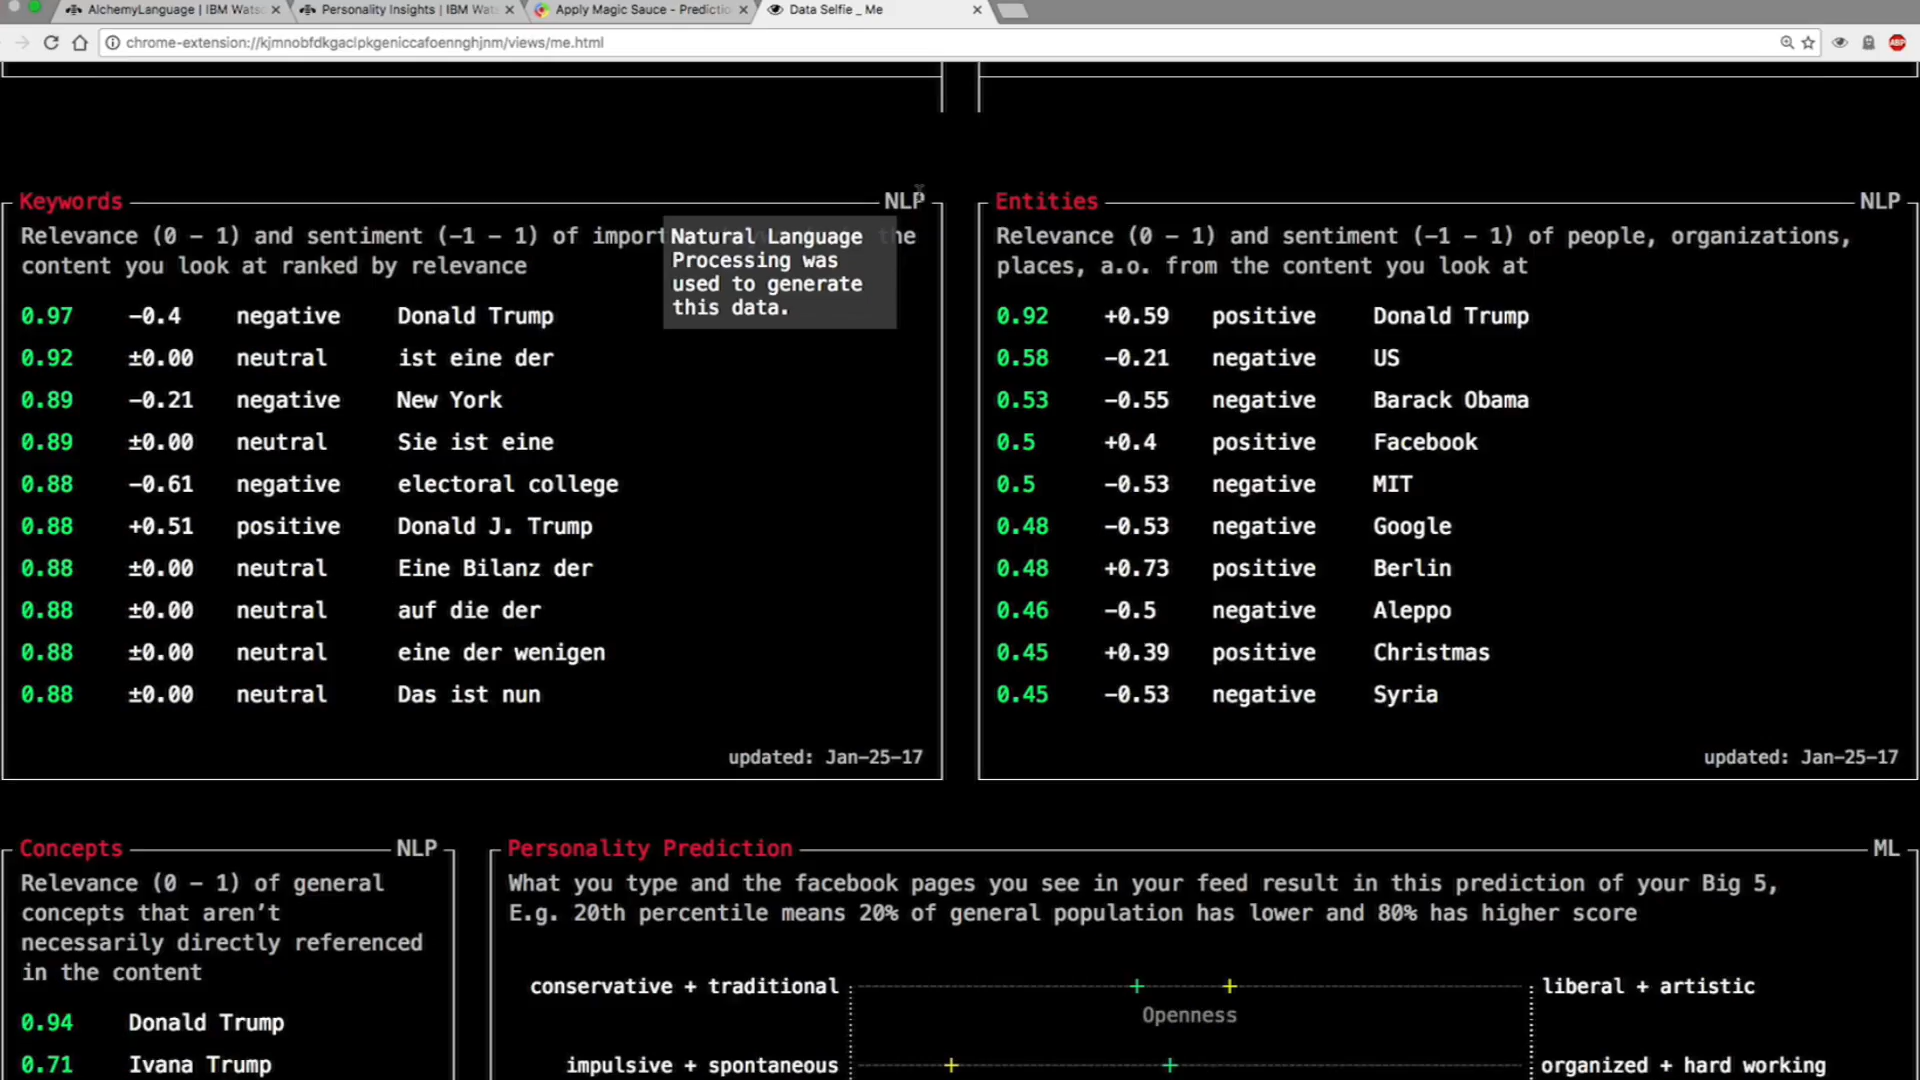 AlchemyLanguage | IBM Wats
Personality Insights | IBM Wat
Apply Magic Sauce - Predictio
Data Selfie _ Me
chrome-extension://kjmnobfdkgaclpkgeniccafoennghjnm/views/me.html
ABP
Keywords NLP
Relevance (0 – 1) and sentiment (-1 – 1) of import the
content you look at ranked by relevance
Natural Language
Processing was
used to generate
this data.
0.97 −0.4 negative Donald Trump
0.92 ±0.00 neutral ist eine der
0.89 −0.21 negative New York
0.89 ±0.00 neutral Sie ist eine
0.88 −0.61 negative electoral college
0.88 +0.51 positive Donald J. Trump
0.88 ±0.00 neutral Eine Bilanz der
0.88 ±0.00 neutral auf die der
0.88 ±0.00 neutral eine der wenigen
0.88 ±0.00 neutral Das ist nun
updated: Jan-25-17
Entities NLP
Relevance (0 – 1) and sentiment (-1 – 1) of people, organizations,
places, a.o. from the content you look at
0.92 +0.59 positive Donald Trump
0.58 −0.21 negative US
0.53 −0.55 negative Barack Obama
0.5 +0.4 positive Facebook
0.5 −0.53 negative MIT
0.48 −0.53 negative Google
0.48 +0.73 positive Berlin
0.46 −0.5 negative Aleppo
0.45 +0.39 positive Christmas
0.45 −0.53 negative Syria
updated: Jan-25-17
Concepts NLP
Relevance (0 – 1) of general
concepts that aren't
necessarily directly referenced
in the content
0.94 Donald Trump
0.71 Ivana Trump
Personality Prediction ML
What you type and the facebook pages you see in your feed result in this prediction of your Big 5,
E.g. 20th percentile means 20% of general population has lower and 80% has higher score
conservative + traditional liberal + artistic
Openness
impulsive + spontaneous organized + hard working